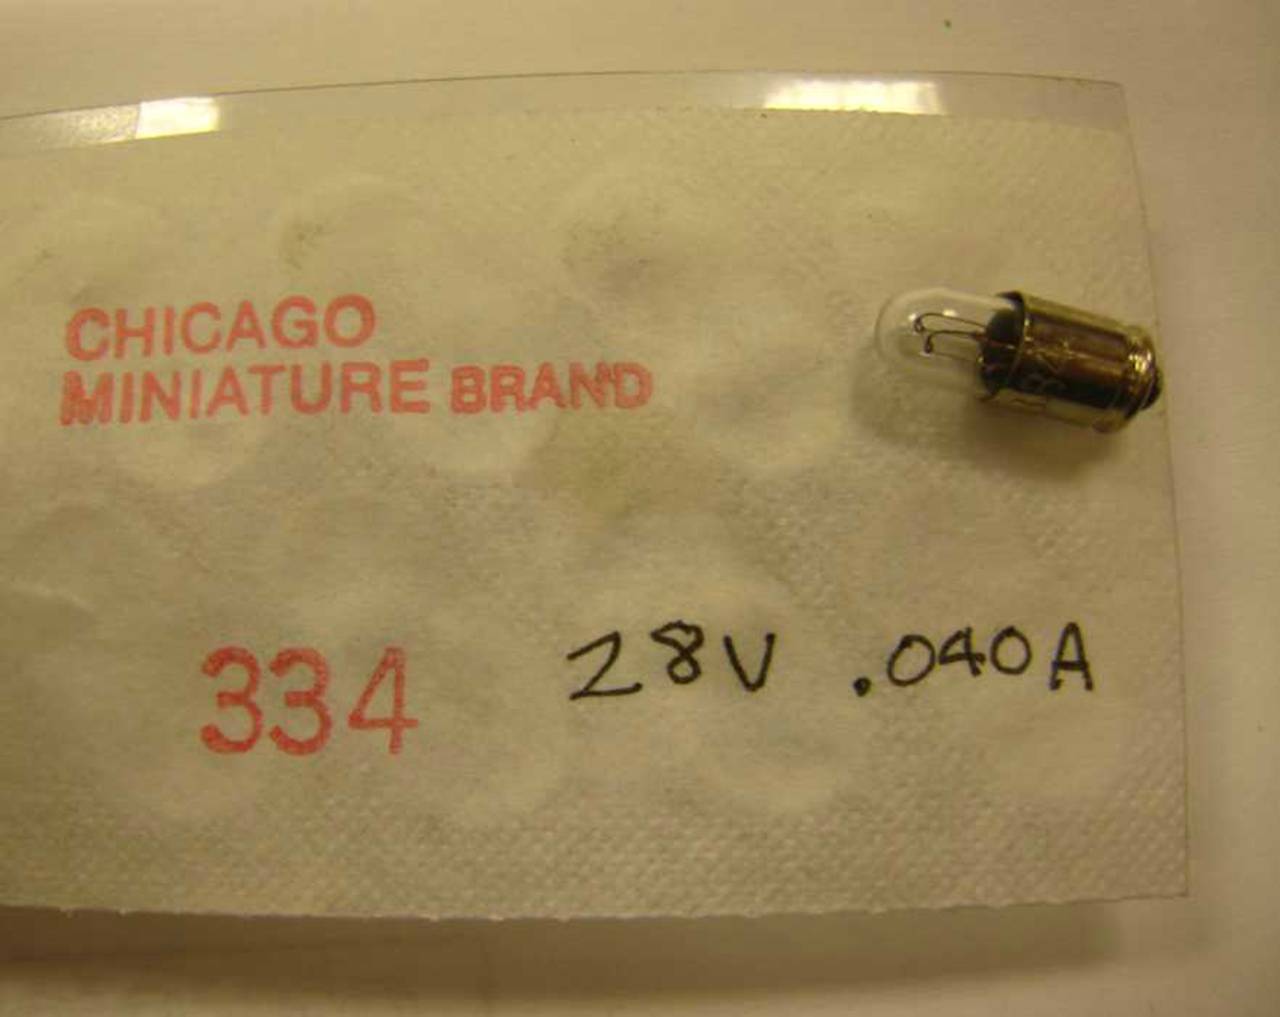 CHICAGO
MINIATURE BRAND
334 28V .040A